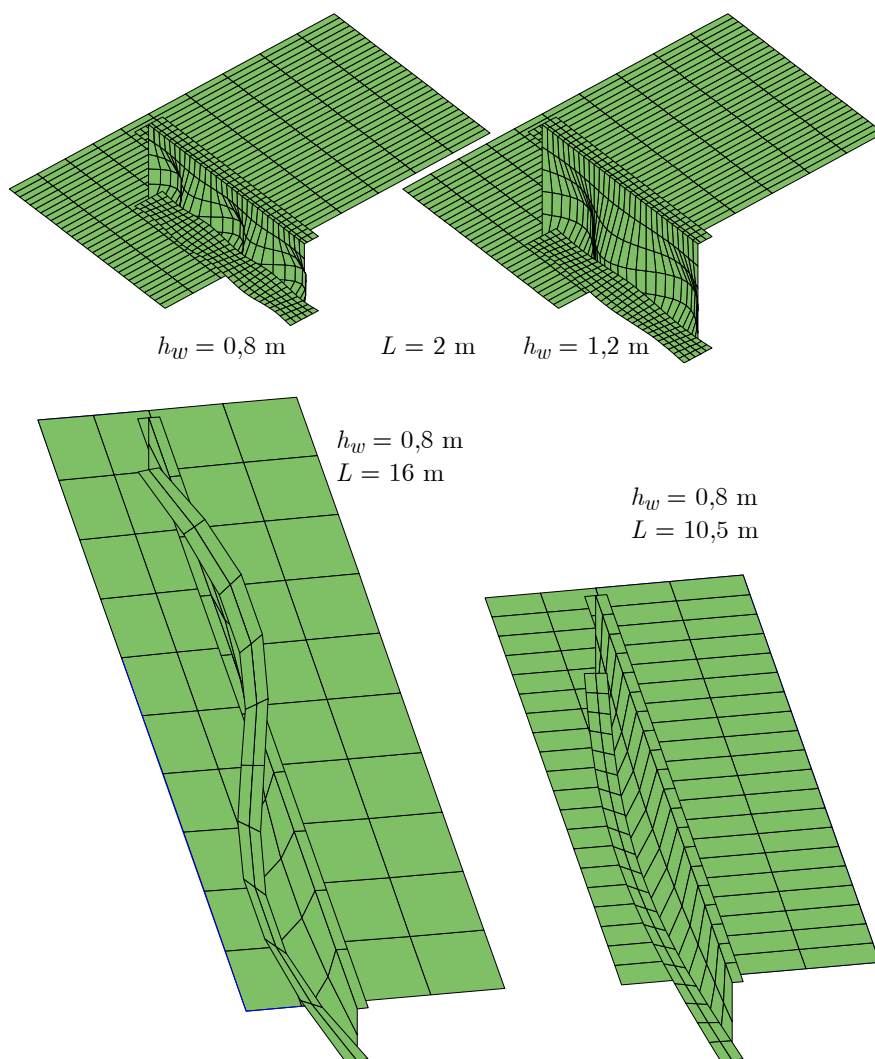 h_w = 0,8 m L = 2 m h_w = 1,2 m
h_w = 0,8 m
L = 16 m
h_w = 0,8 m
L = 10,5 m